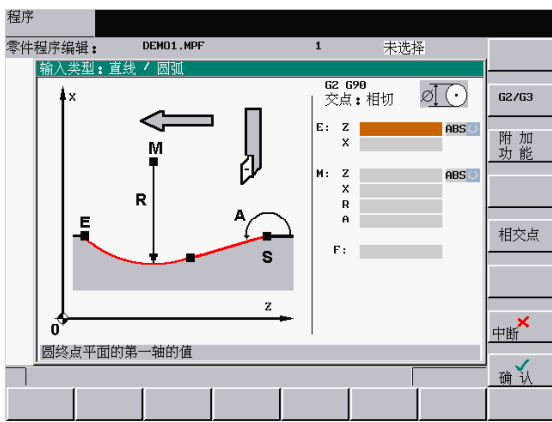 程序
零件程序编辑： DEMO1.MPF 1 未选择
输入类型：直线 / 圆弧
G2 G90
交点：相切
G2/G3
附 加
功 能
相交点
中断
确 认
X
M
R
E
A
S
Z
0
E: Z ABS
X
M: Z ABS
X
R
A
F:
圆终点平面的第一轴的值